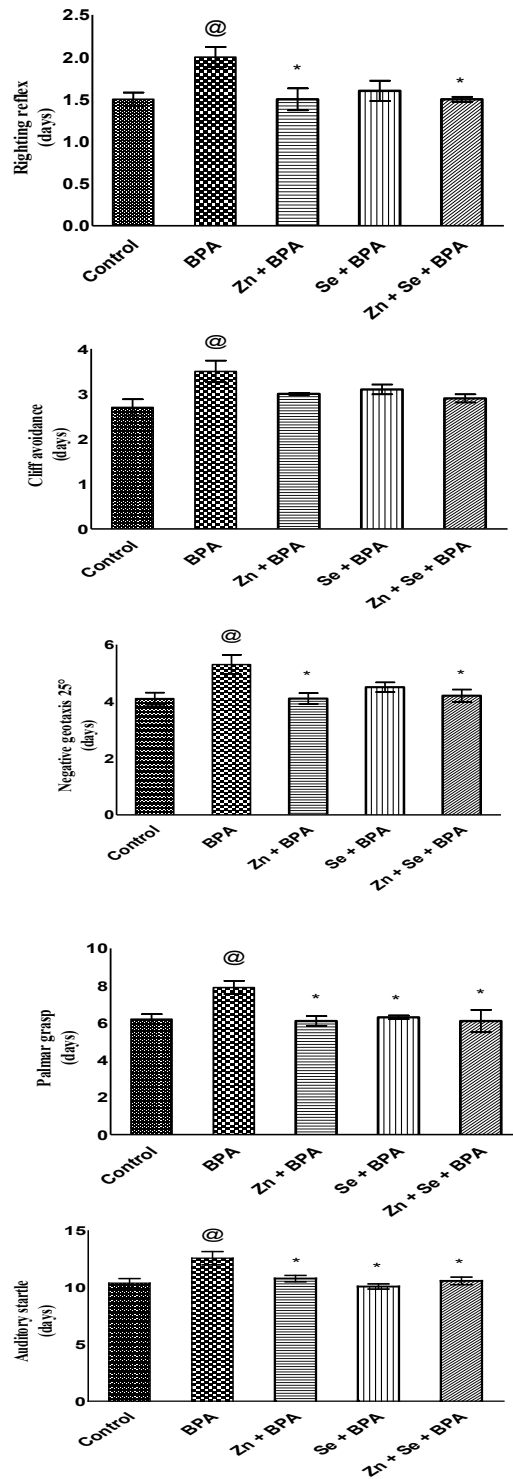 2.5
@
2.0
*
*
1.5
1.0
0.5
0.0
Righting reflex
(days)
Control
BPA
Zn + BPA
Se + BPA
Zn + Se + BPA
@
4
3
2
1
0
Cliff avoidance
(days)
Control
BPA
Zn + BPA
Se + BPA
Zn + Se + BPA
@
6
*
*
4
2
0
Negative geotaxis 25°
(days)
Control
BPA
Zn + BPA
Se + BPA
Zn + Se + BPA
10
@
8
*
*
*
6
4
2
0
Palmar grasp
(days)
Control
BPA
Zn + BPA
Se + BPA
Zn + Se + BPA
15
@
*
*
*
10
5
0
Auditory startle
(days)
Control
BPA
Zn + BPA
Se + BPA
Zn + Se + BPA